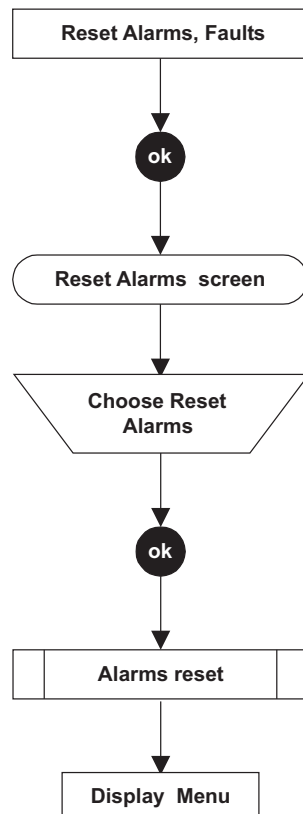 Reset Alarms, Faults
ok
Reset Alarms screen
Choose Reset
Alarms
ok
Alarms reset
Display Menu